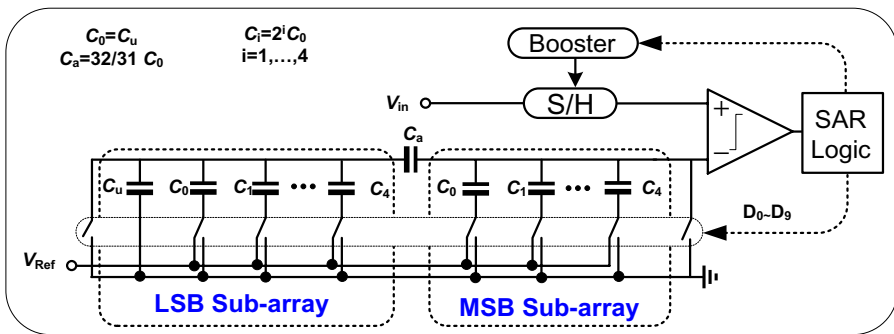 C₀=Cᵤ
Cₐ=32/31 C₀
Cᵢ=2ⁱC₀
i=1,...,4
Booster
Vin
S/H
+
−
SAR
Logic
Cₐ
Cᵤ
C₀
C₁
•••
C₄
C₀
C₁
•••
C₄
D₀~D₉
VRef
LSB Sub-array
MSB Sub-array